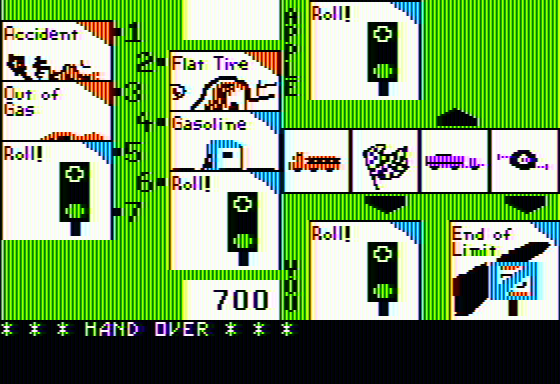 Accident
Out of
Gas
Roll!
1
2
3
4
5
6
7
Flat Tire
Gasoline
Roll!
700
APPLE
YOU
Roll!
Roll!
End of
Limit
* * * HAND OVER * * *